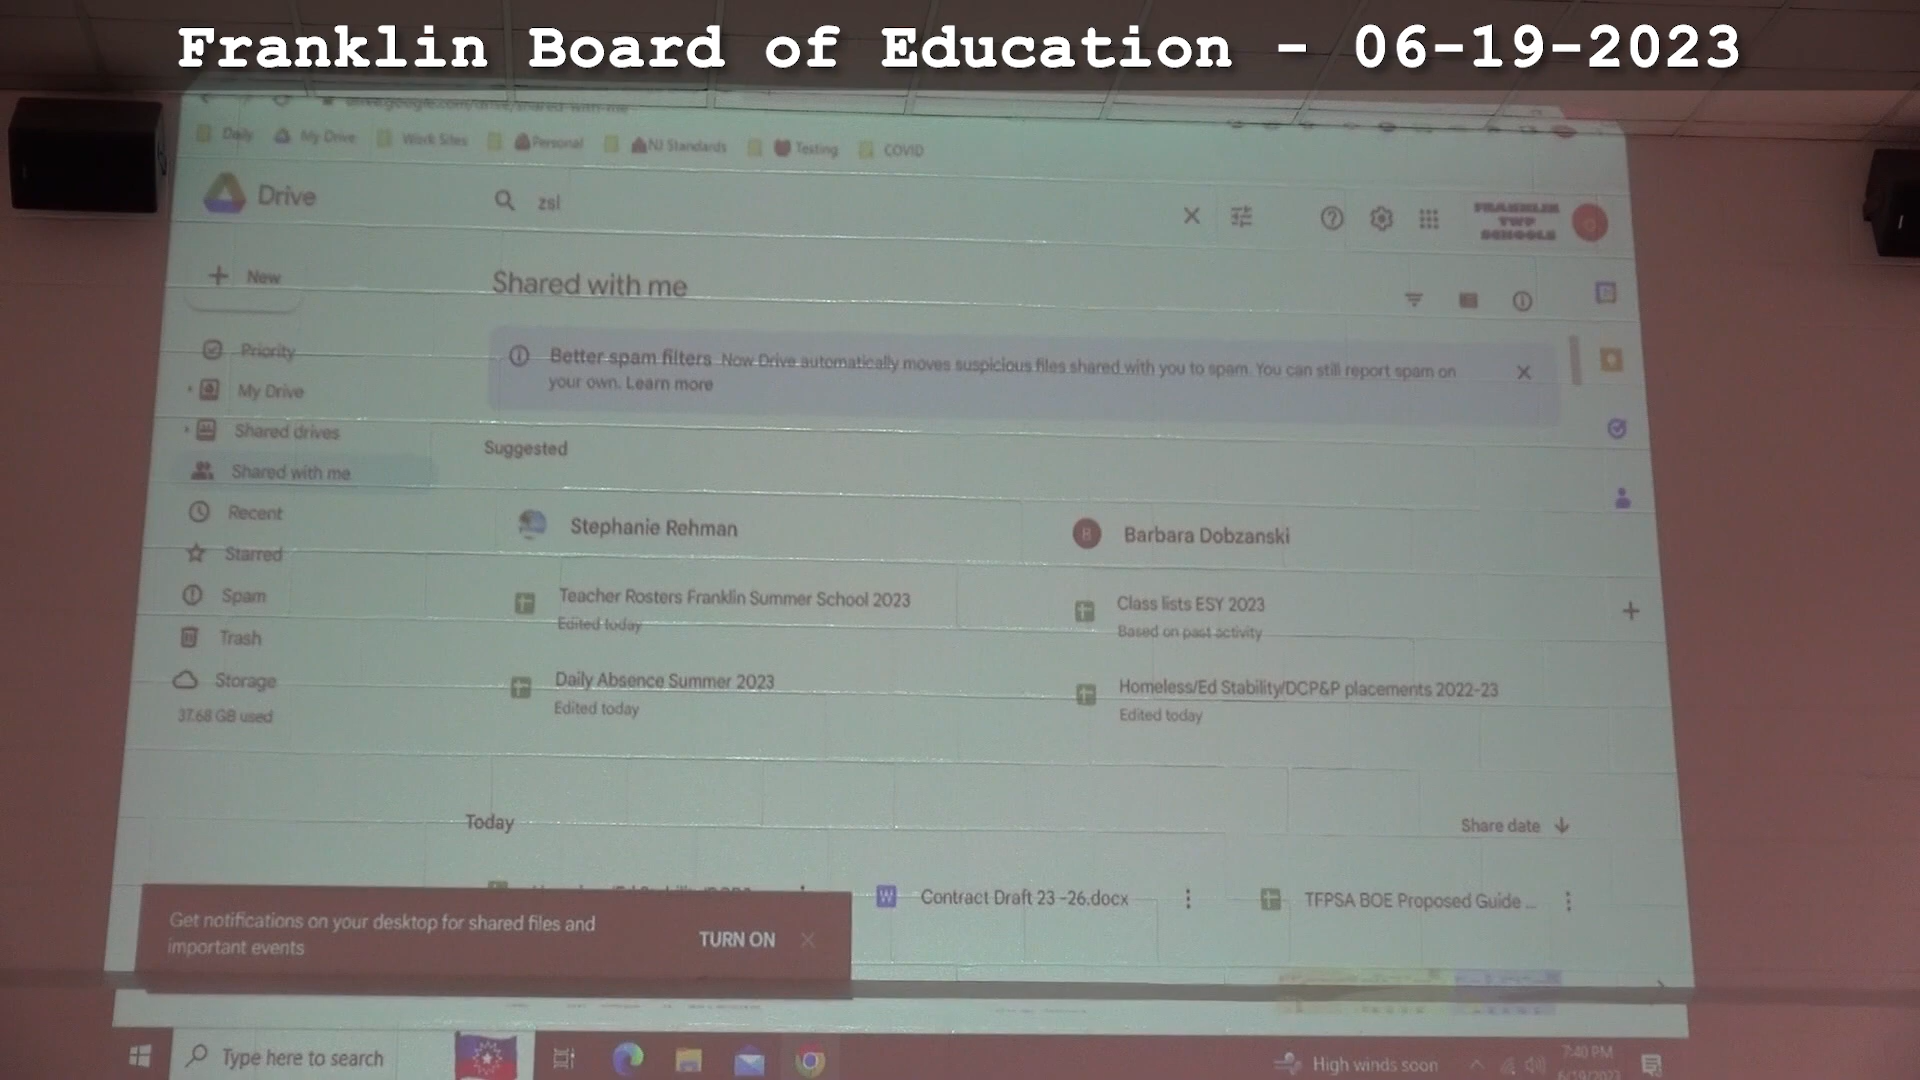 Franklin Board of Education - 06-19-2023
Daily My Drive Work Sites Personal NJ Standards Testing COVID
Drive
zsl
FRANKLIN
TWP
SCHOOLS
New
Shared with me
Priority
My Drive
Shared drives
Shared with me
Recent
Starred
Spam
Trash
Storage
37.68 GB used
Better spam filters Now Drive automatically moves suspicious files shared with you to spam. You can still report spam on
your own. Learn more
Suggested
Stephanie Rehman
Barbara Dobzanski
Teacher Rosters Franklin Summer School 2023
Edited today
Class lists ESY 2023
Based on past activity
Daily Absence Summer 2023
Edited today
Homeless/Ed Stability/DCP&P placements 2022-23
Edited today
Today
Share date
Contract Draft 23 -26.docx
TFPSA BOE Proposed Guide ...
Get notifications on your desktop for shared files and
important events
TURN ON
Type here to search
High winds soon
7:40 PM
6/19/2023